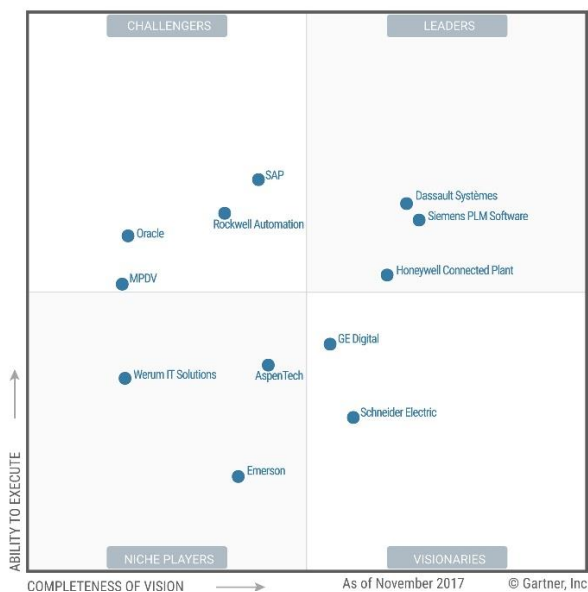 CHALLENGERS
LEADERS
SAP
Dassault Systèmes
Siemens PLM Software
Rockwell Automation
Oracle
Honeywell Connected Plant
MPDV
GE Digital
Werum IT Solutions
AspenTech
Schneider Electric
Emerson
ABILITY TO EXECUTE
NICHE PLAYERS
VISIONARIES
COMPLETENESS OF VISION
As of November 2017
© Gartner, Inc